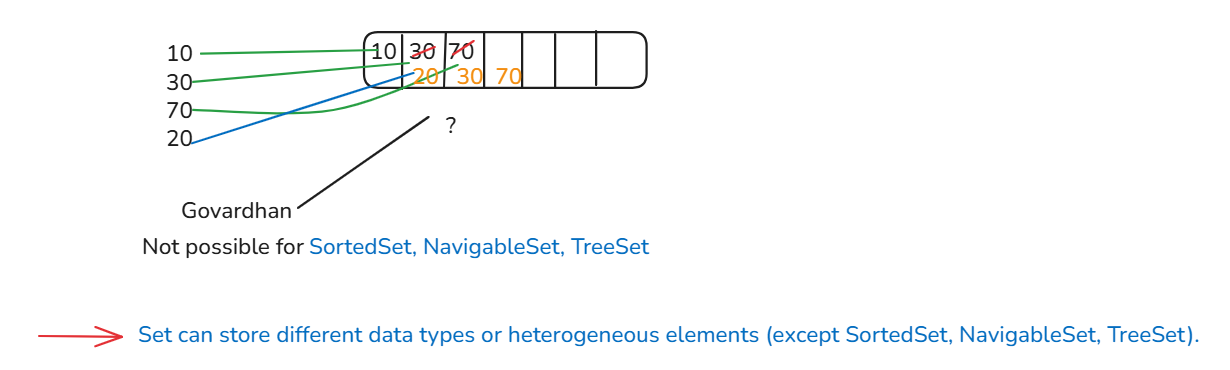 10
30
70
20
10 30 70
20 30 70
?
Govardhan
Not possible for SortedSet, NavigableSet, TreeSet
Set can store different data types or heterogeneous elements (except SortedSet, NavigableSet, TreeSet).